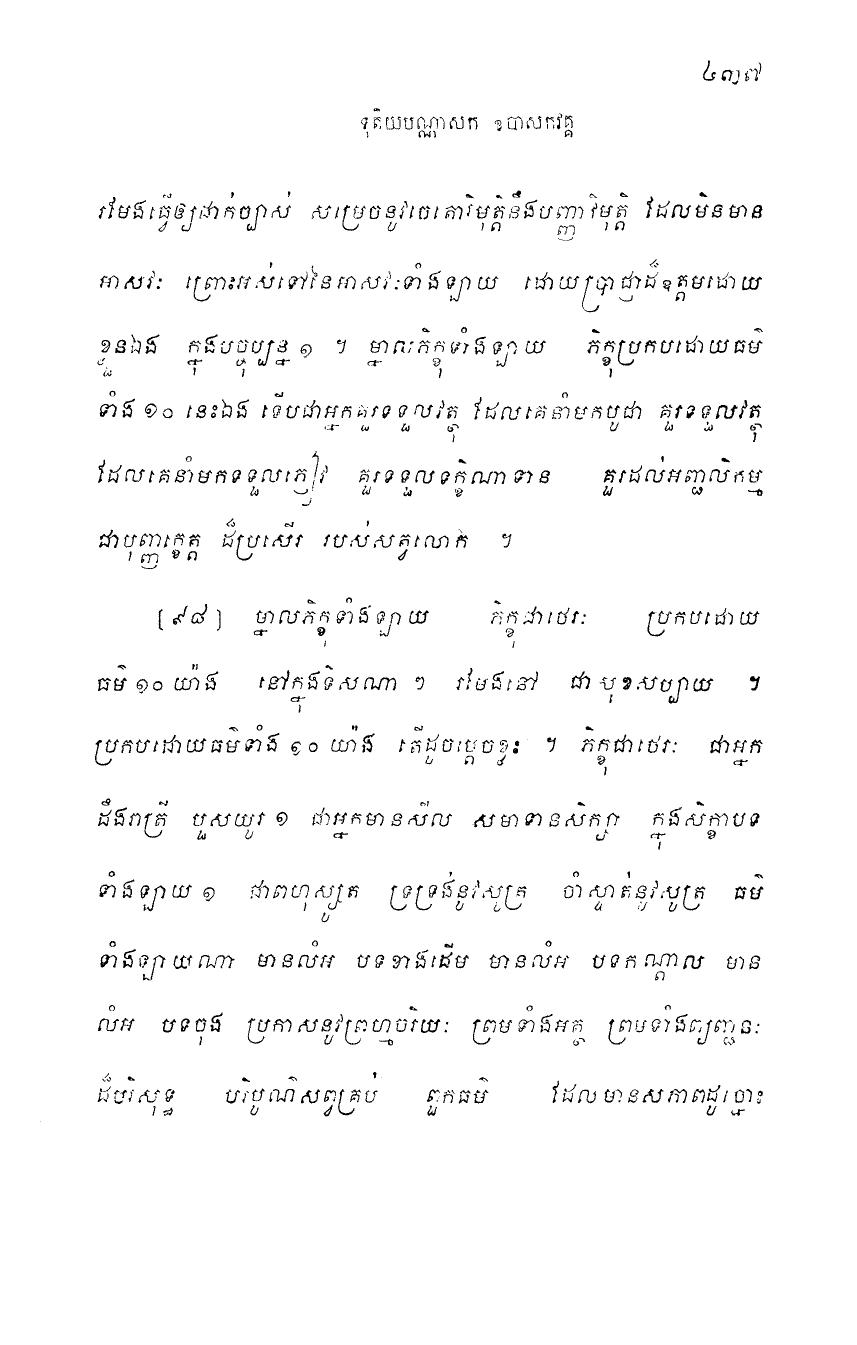 ៤៣៧
ទុតិយបណ្ណាសក ឧបាសកវគ្គ
រមែងធ្វើឲ្យជាក់ច្បាស់ សម្រេចនូវចេតោវិមុត្តិនឹងបញ្ញាវិមុត្តិ ដែលមិនមាន
អាសវៈ ព្រោះអស់ទៅនៃអាសវៈទាំងឡាយ ដោយប្រាជ្ញាដ៏ឧត្តមដោយ
ខ្លួនឯង ក្នុងបច្ចុប្បន្ន ១ ។ ម្នាលភិក្ខុទាំងឡាយ ភិក្ខុប្រកបដោយធម៌
ទាំង ១០ នេះឯង ទើបជាអ្នកគួរទទួលវត្ថុ ដែលគេនាំមកបូជា គួរទទួលវត្ថុ
ដែលគេនាំមកទទួលភ្ញៀវ គួរទទួលទក្ខិណាទាន គួរដល់អញ្ជលិកម្ម
ជាបុញ្ញក្ខេត្ត ដ៏ប្រសើរ របស់សត្វលោក ។
[៩៨] ម្នាលភិក្ខុទាំងឡាយ ភិក្ខុជាថេរៈ ប្រកបដោយ
ធម៌ ១០ យ៉ាង នៅក្នុងទិសណា ៗ រមែងនៅ ជាសុខសប្បាយ ។
ប្រកបដោយធម៌ទាំង ១០ យ៉ាង តើដូចម្តេចខ្លះ ។ ភិក្ខុជាថេរៈ ជាអ្នក
ដឹងរាត្រី បួសយូរ ១ ជាអ្នកមានសីល សមាទានសិក្សា ក្នុងសិក្ខាបទ
ទាំងឡាយ ១ ជាពហុស្សូត ទ្រទ្រង់នូវសូត្រ ចាំស្ទាត់នូវសូត្រ ធម៌
ទាំងឡាយណា មានលំអ បទខាងដើម មានលំអ បទកណ្តាល មាន
លំអ បទចុង ប្រកាសនូវព្រហ្មចរិយៈ ព្រមទាំងអត្ថ ព្រមទាំងព្យញ្ជនៈ
ដ៏បរិសុទ្ធ បរិបូណ៌សព្វគ្រប់ ពួកធម៌ ដែលមានសភាពដូច្នោះ